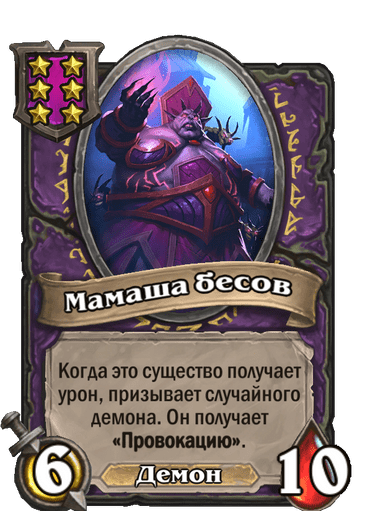 Мамаша бесов
Когда это существо получает
урон, призывает случайного
демона. Он получает
«Провокацию».
6
Демон
10